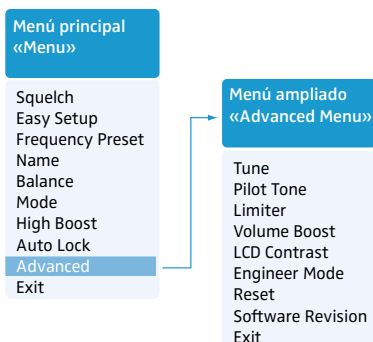 Menú principal
«Menu»
Squelch
Easy Setup
Frequency Preset
Name
Balance
Mode
High Boost
Auto Lock
Advanced
Exit
Menú ampliado
«Advanced Menu»
Tune
Pilot Tone
Limiter
Volume Boost
LCD Contrast
Engineer Mode
Reset
Software Revision
Exit